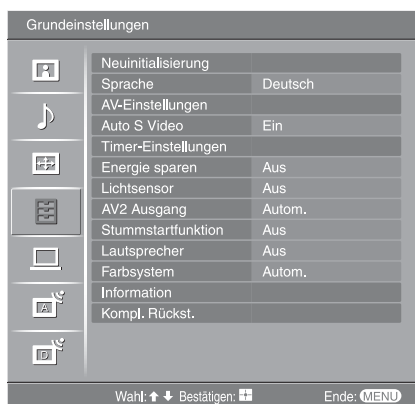 Grundeinstellungen
Neuinitialisierung
Sprache Deutsch
AV-Einstellungen
Auto S Video Ein
Timer-Einstellungen
Energie sparen Aus
Lichtsensor Aus
AV2 Ausgang Autom.
Stummstartfunktion Aus
Lautsprecher Aus
Farbsystem Autom.
Information
Kompl. Rückst.
A
D
Wahl: Bestätigen: Ende: MENU